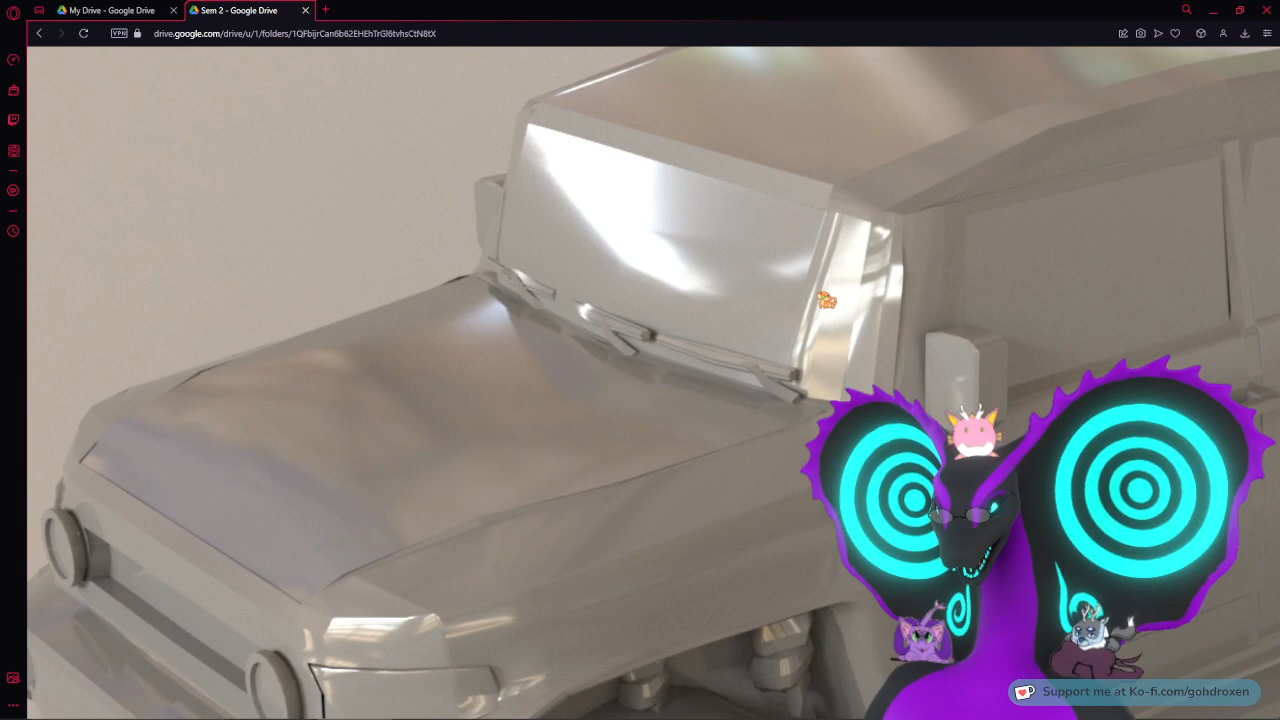 My Drive - Google Drive
Sem 2 - Google Drive
VPN
drive.google.com/drive/u/1/folders/1QFbijrCan6b62EHEhTrGl6tvhsCtN8tX
Support me at Ko-fi.com/gohdroxen